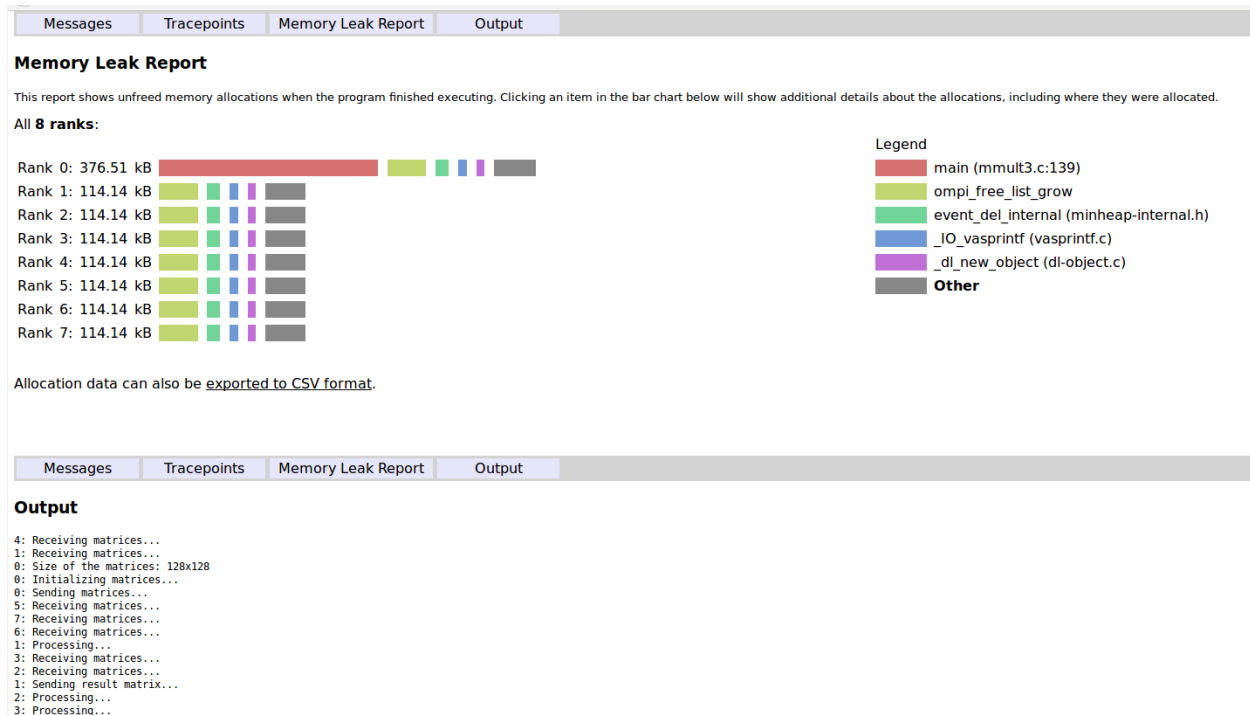 Messages Tracepoints Memory Leak Report Output
Memory Leak Report
This report shows unfreed memory allocations when the program finished executing. Clicking an item in the bar chart below will show additional details about the allocations, including where they were allocated.
All 8 ranks:
Legend
Rank 0: 376.51 kB main (mmult3.c:139)
Rank 1: 114.14 kB ompi_free_list_grow
Rank 2: 114.14 kB event_del_internal (minheap-internal.h)
Rank 3: 114.14 kB _IO_vasprintf (vasprintf.c)
Rank 4: 114.14 kB _dl_new_object (dl-object.c)
Rank 5: 114.14 kB Other
Rank 6: 114.14 kB
Rank 7: 114.14 kB
Allocation data can also be exported to CSV format.
Messages Tracepoints Memory Leak Report Output
Output
4: Receiving matrices...
1: Receiving matrices...
0: Size of the matrices: 128x128
0: Initializing matrices...
0: Sending matrices...
5: Receiving matrices...
7: Receiving matrices...
6: Receiving matrices...
1: Processing...
3: Receiving matrices...
2: Receiving matrices...
1: Sending result matrix...
2: Processing...
3: Processing...